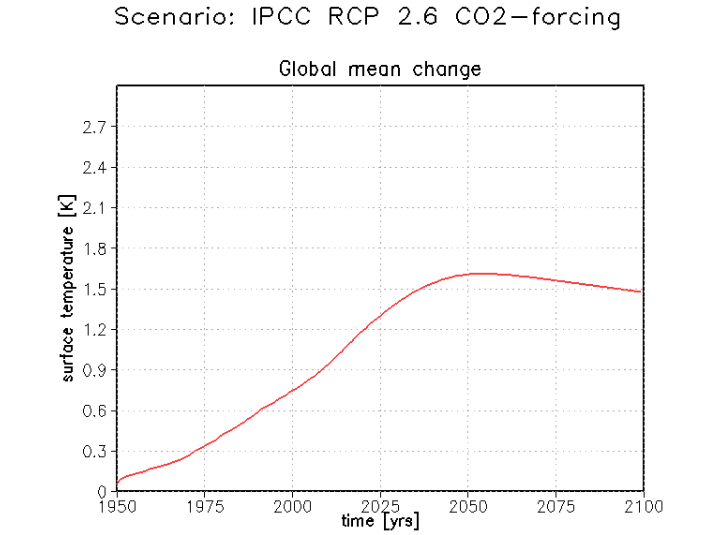 Scenario: IPCC RCP 2.6 CO2-forcing
Global mean change
surface temperature [K]
2.7
2.4
2.1
1.8
1.5
1.2
0.9
0.6
0.3
0
1950 1975 2000 2025 2050 2075 2100
time [yrs]